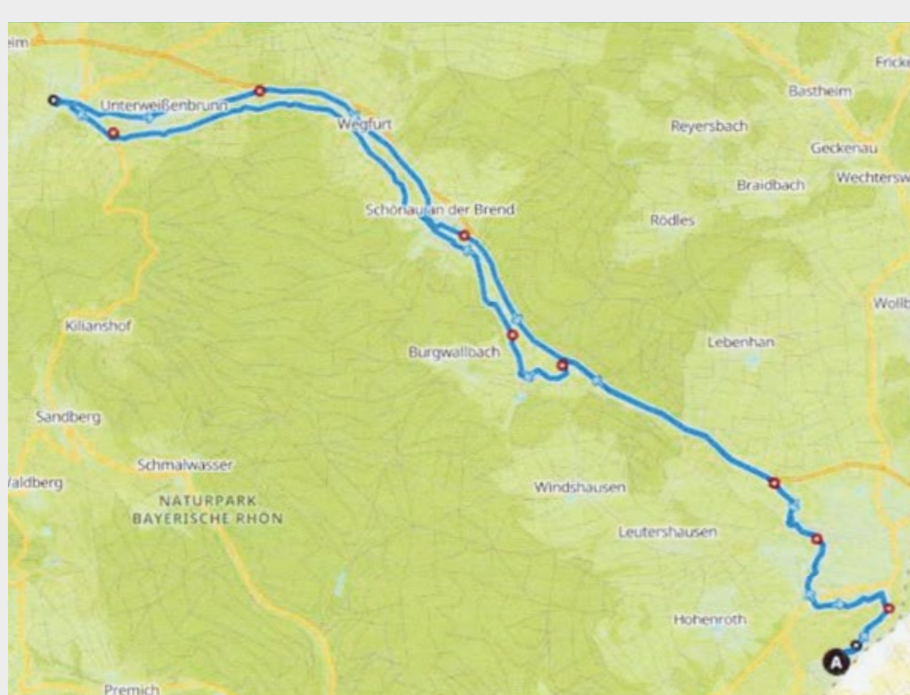 eim
Fricke
Bastheim
Unterweißenbrunn
Wegfurt
Reyersbach
Geckenau
Wechtersw
Braidbach
Schönau an der Brend
Rödles
Wollb
Kilianshof
Lebenhan
Burgwallbach
Sandberg
Schmalwasser
Waldberg
Windshausen
NATURPARK
BAYERISCHE RHÖN
Leutershausen
Hohenroth
A
Premich